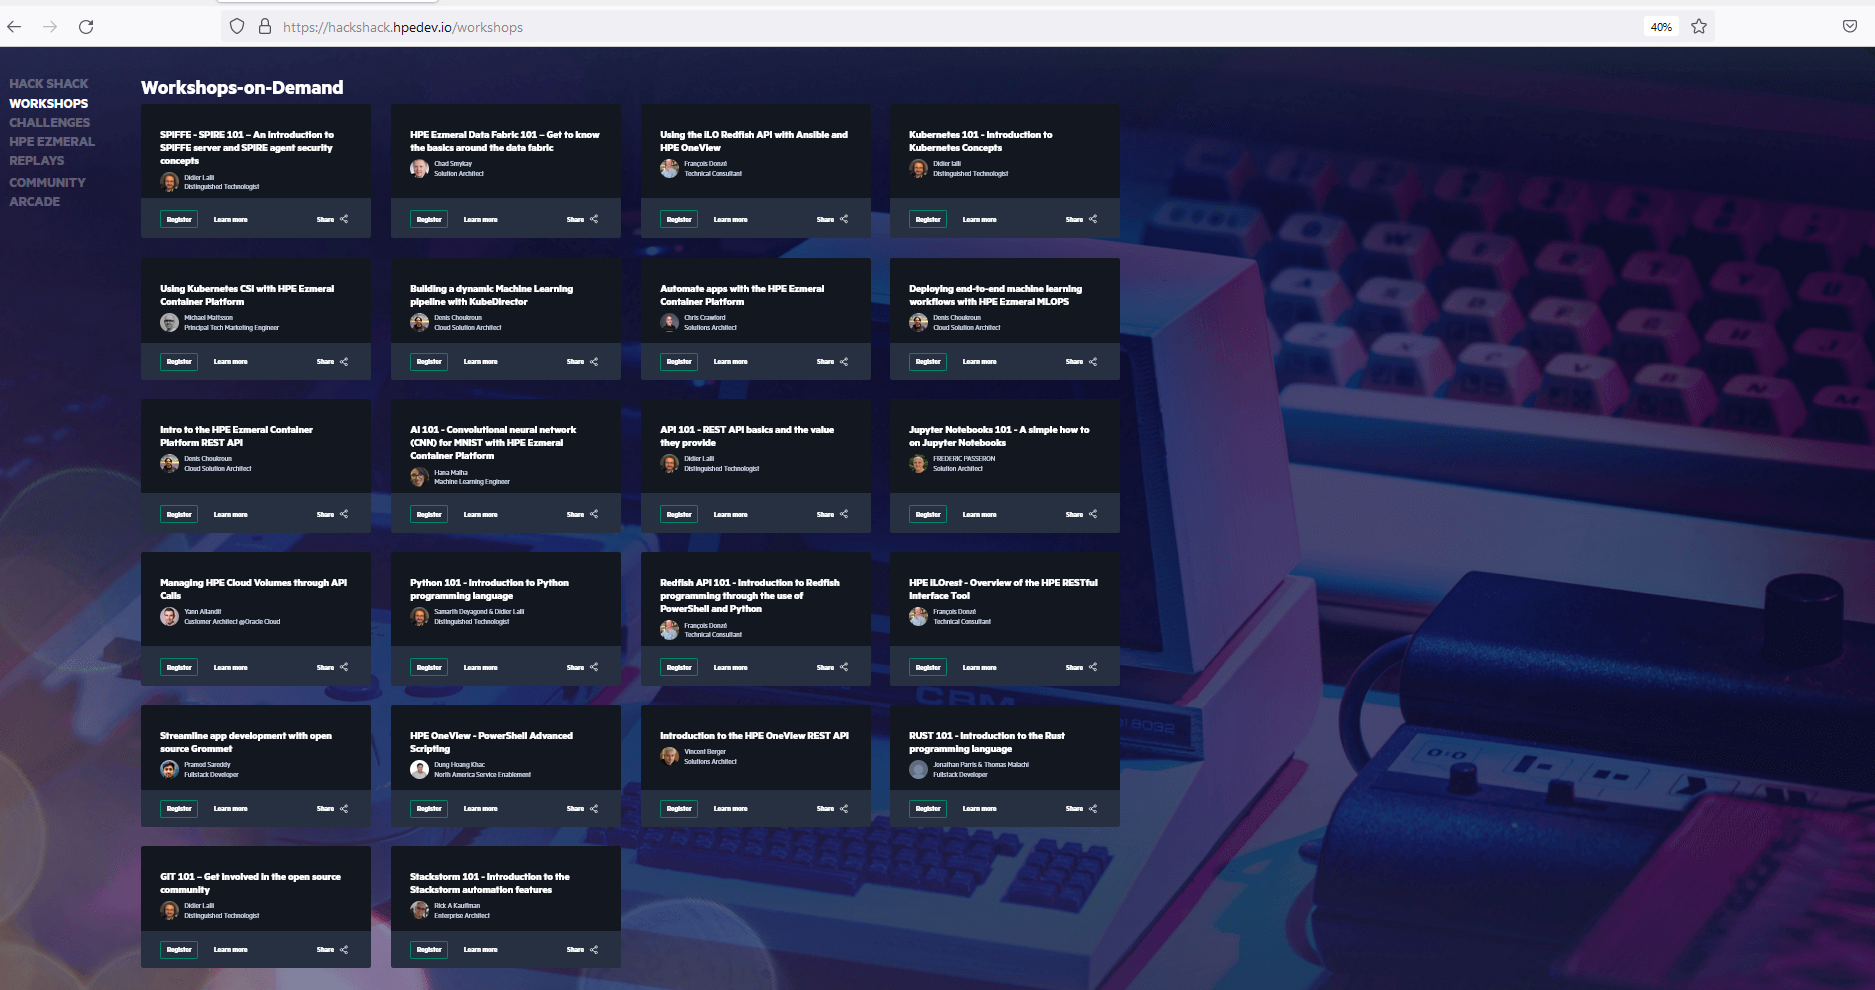 https://hackshack.hpedev.io/workshops
40%
HACK SHACK
WORKSHOPS
CHALLENGES
HPE EZMERAL
REPLAYS
COMMUNITY
ARCADE
Workshops-on-Demand
SPIFFE - SPIRE 101 – An introduction to
SPIFFE server and SPIRE agent security
concepts
Didier Lalli
Distinguished Technologist
Register Learn more Share
HPE Ezmeral Data Fabric 101 – Get to know
the basics around the data fabric
Chad Smykay
Solution Architect
Register Learn more Share
Using the iLO Redfish API with Ansible and
HPE OneView
François Donzé
Technical Consultant
Register Learn more Share
Kubernetes 101 - Introduction to
Kubernetes Concepts
Didier lalli
Distinguished Technologist
Register Learn more Share
Using Kubernetes CSI with HPE Ezmeral
Container Platform
Michael Mattsson
Principal Tech Marketing Engineer
Register Learn more Share
Building a dynamic Machine Learning
pipeline with KubeDirector
Denis Choukroun
Cloud Solution Architect
Register Learn more Share
Automate apps with the HPE Ezmeral
Container Platform
Chris Crawford
Solutions Architect
Register Learn more Share
Deploying end-to-end machine learning
workflows with HPE Ezmeral MLOPS
Denis Choukroun
Cloud Solution Architect
Register Learn more Share
Intro to the HPE Ezmeral Container
Platform REST API
Denis Choukroun
Cloud Solution Architect
Register Learn more Share
AI 101 - Convolutional neural network
(CNN) for MNIST with HPE Ezmeral
Container Platform
Hana Malha
Machine Learning Engineer
Register Learn more Share
API 101 - REST API basics and the value
they provide
Didier Lalli
Distinguished Technologist
Register Learn more Share
Jupyter Notebooks 101 - A simple how to
on Jupyter Notebooks
FREDERIC PASSERON
Solution Architect
Register Learn more Share
Managing HPE Cloud Volumes through API
Calls
Yann Allandit
Customer Architect @Oracle Cloud
Register Learn more Share
Python 101 - Introduction to Python
programming language
Samarth Deyagond & Didier Lalli
Distinguished Technologist
Register Learn more Share
Redfish API 101 - Introduction to Redfish
programming through the use of
PowerShell and Python
François Donzé
Technical Consultant
Register Learn more Share
HPE iLOrest - Overview of the HPE RESTful
Interface Tool
François Donzé
Technical Consultant
Register Learn more Share
Streamline app development with open
source Grommet
Pramod Sareddy
Fullstack Developer
Register Learn more Share
HPE OneView - PowerShell Advanced
Scripting
Dung Hoang Khac
North America Service Enablement
Register Learn more Share
Introduction to the HPE OneView REST API
Vincent Berger
Solutions Architect
Register Learn more Share
RUST 101 - Introduction to the Rust
programming language
Jonathan Parris & Thomas Malachi
Fullstack Developer
Register Learn more Share
GIT 101 – Get involved in the open source
community
Didier Lalli
Distinguished Technologist
Register Learn more Share
Stackstorm 101 - Introduction to the
Stackstorm automation features
Rick A Kauffman
Enterprise Architect
Register Learn more Share
CBM
8032